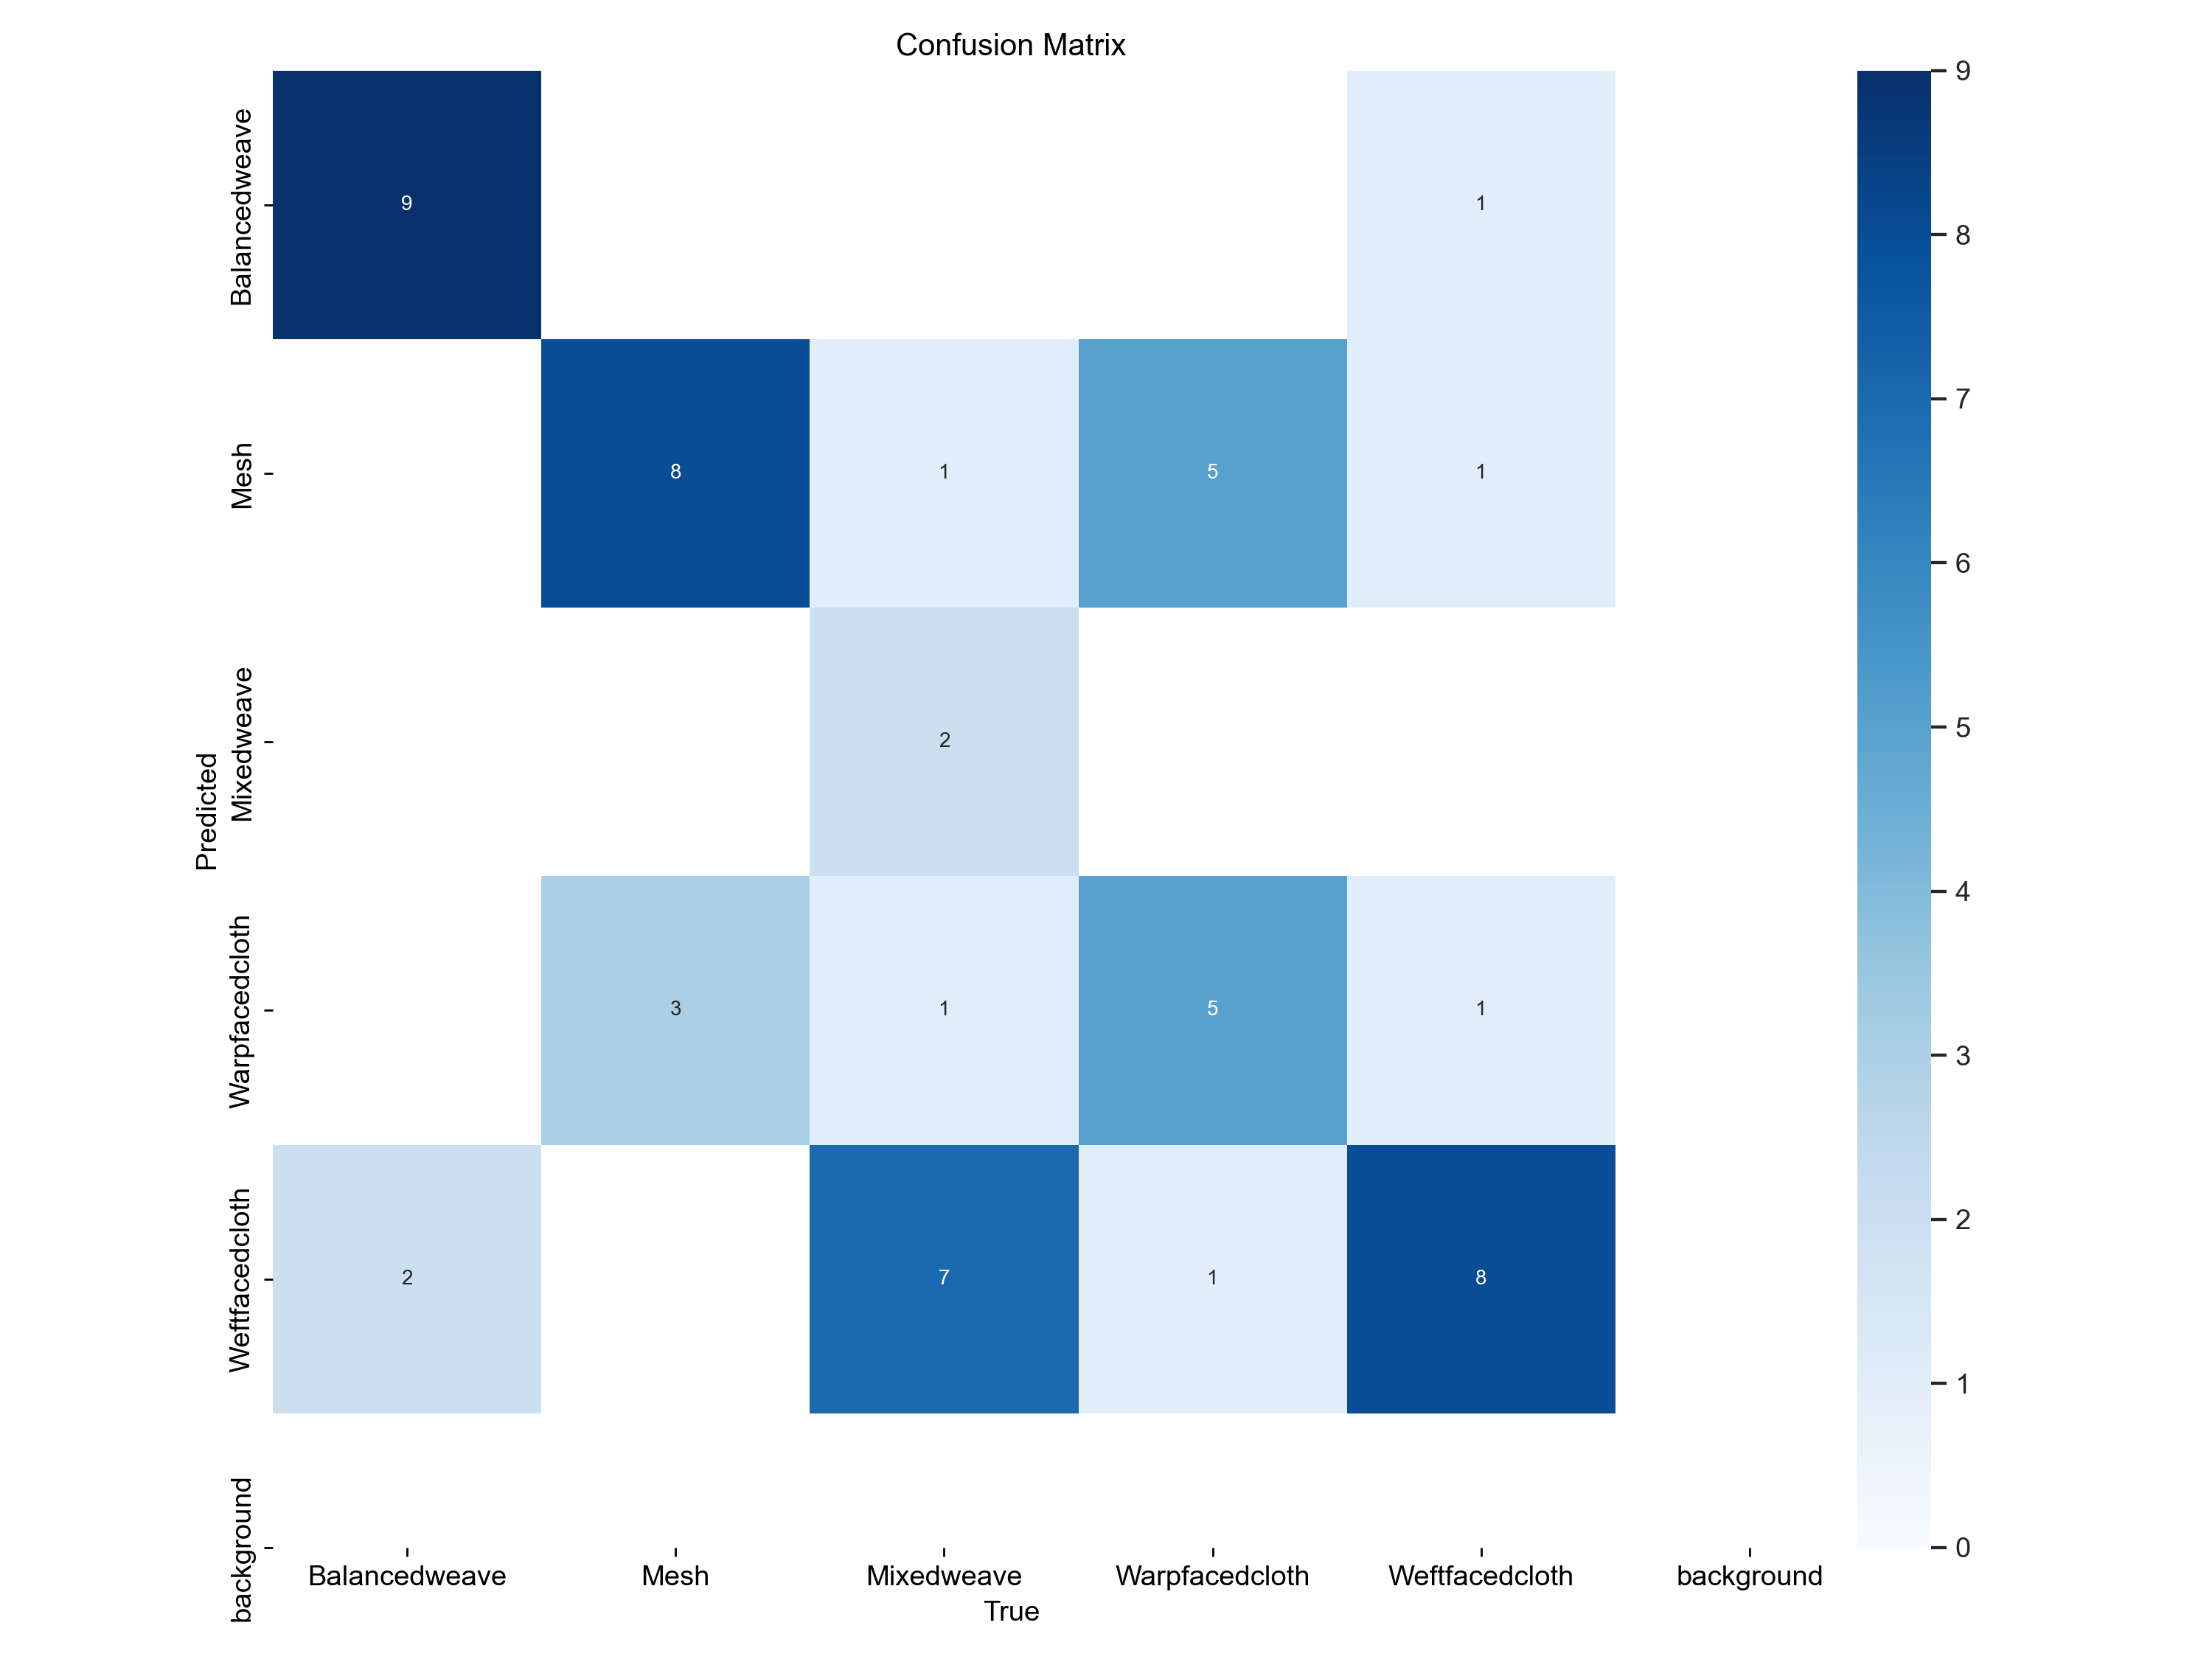 Confusion Matrix
Balancedweave
9
1
Mesh
8
1
5
1
Mixedweave
2
Warpfacedcloth
3
1
5
1
Weftfacedcloth
2
7
1
8
background
Predicted
Balancedweave
Mesh
Mixedweave
Warpfacedcloth
Weftfacedcloth
background
True
9
8
7
6
5
4
3
2
1
0